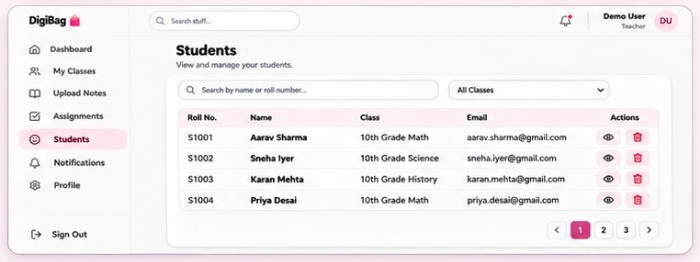 DigiBag
Search stuff...
Demo User
Teacher
DU
Dashboard
My Classes
Upload Notes
Assignments
Students
Notifications
Profile
Sign Out
Students
View and manage your students.
Search by name or roll number...
All Classes
Roll No. Name Class Email Actions
S1001 Aarav Sharma 10th Grade Math aarav.sharma@gmail.com
S1002 Sneha Iyer 10th Grade Science sneha.iyer@gmail.com
S1003 Karan Mehta 10th Grade History karan.mehta@gmail.com
S1004 Priya Desai 10th Grade Math priya.desai@gmail.com
1 2 3